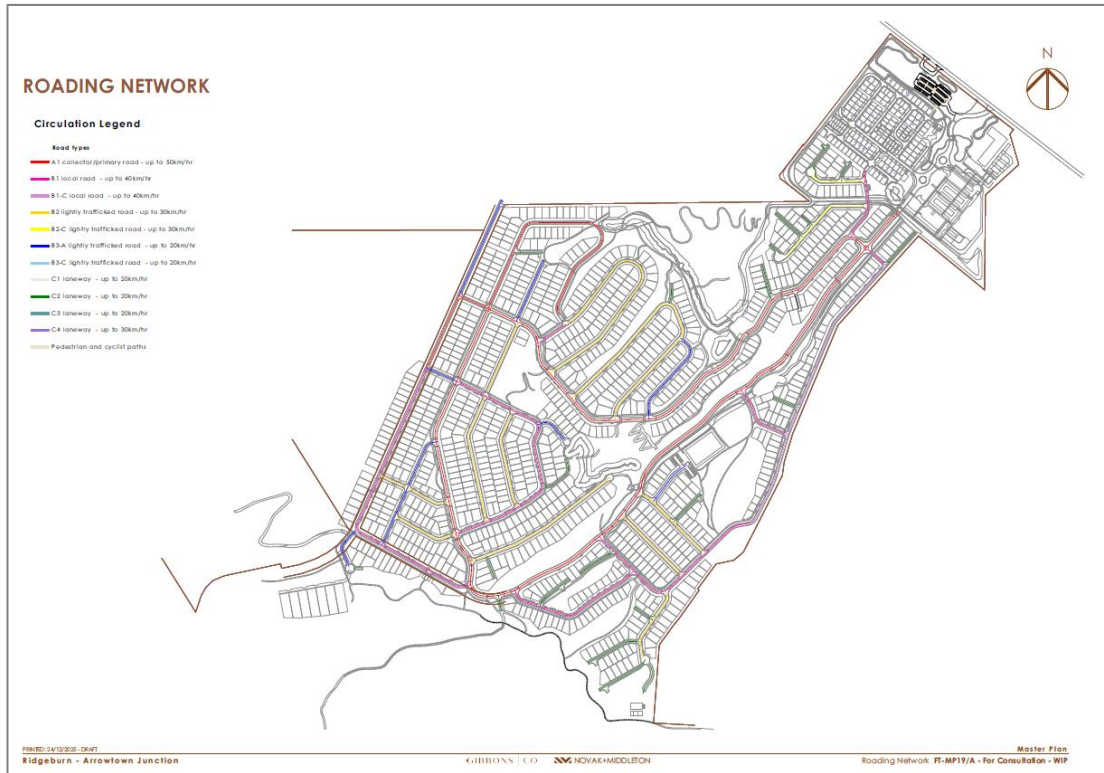 ROADING NETWORK
N
Circulation Legend
Road types
A1 collector/primary road - up to 50km/hr
B1 local road - up to 40km/hr
B1-C local road - up to 40km/hr
B2 lightly trafficked road - up to 30km/hr
B2-C lightly trafficked road - up to 30km/hr
B3-A lightly trafficked road - up to 20km/hr
B3-C lightly trafficked road - up to 20km/hr
C1 laneway - up to 20km/hr
C2 laneway - up to 20km/hr
C3 laneway - up to 20km/hr
C4 laneway - up to 30km/hr
Pedestrian and cyclist paths
PRINTED: 24/12/2025 - DRAFT
Master Plan
Ridgeburn - Arrowtown Junction
GIBBONS | CO
NOVAK+MIDDLETON
Roading Network FT-MP19/A - For Consultation - WIP